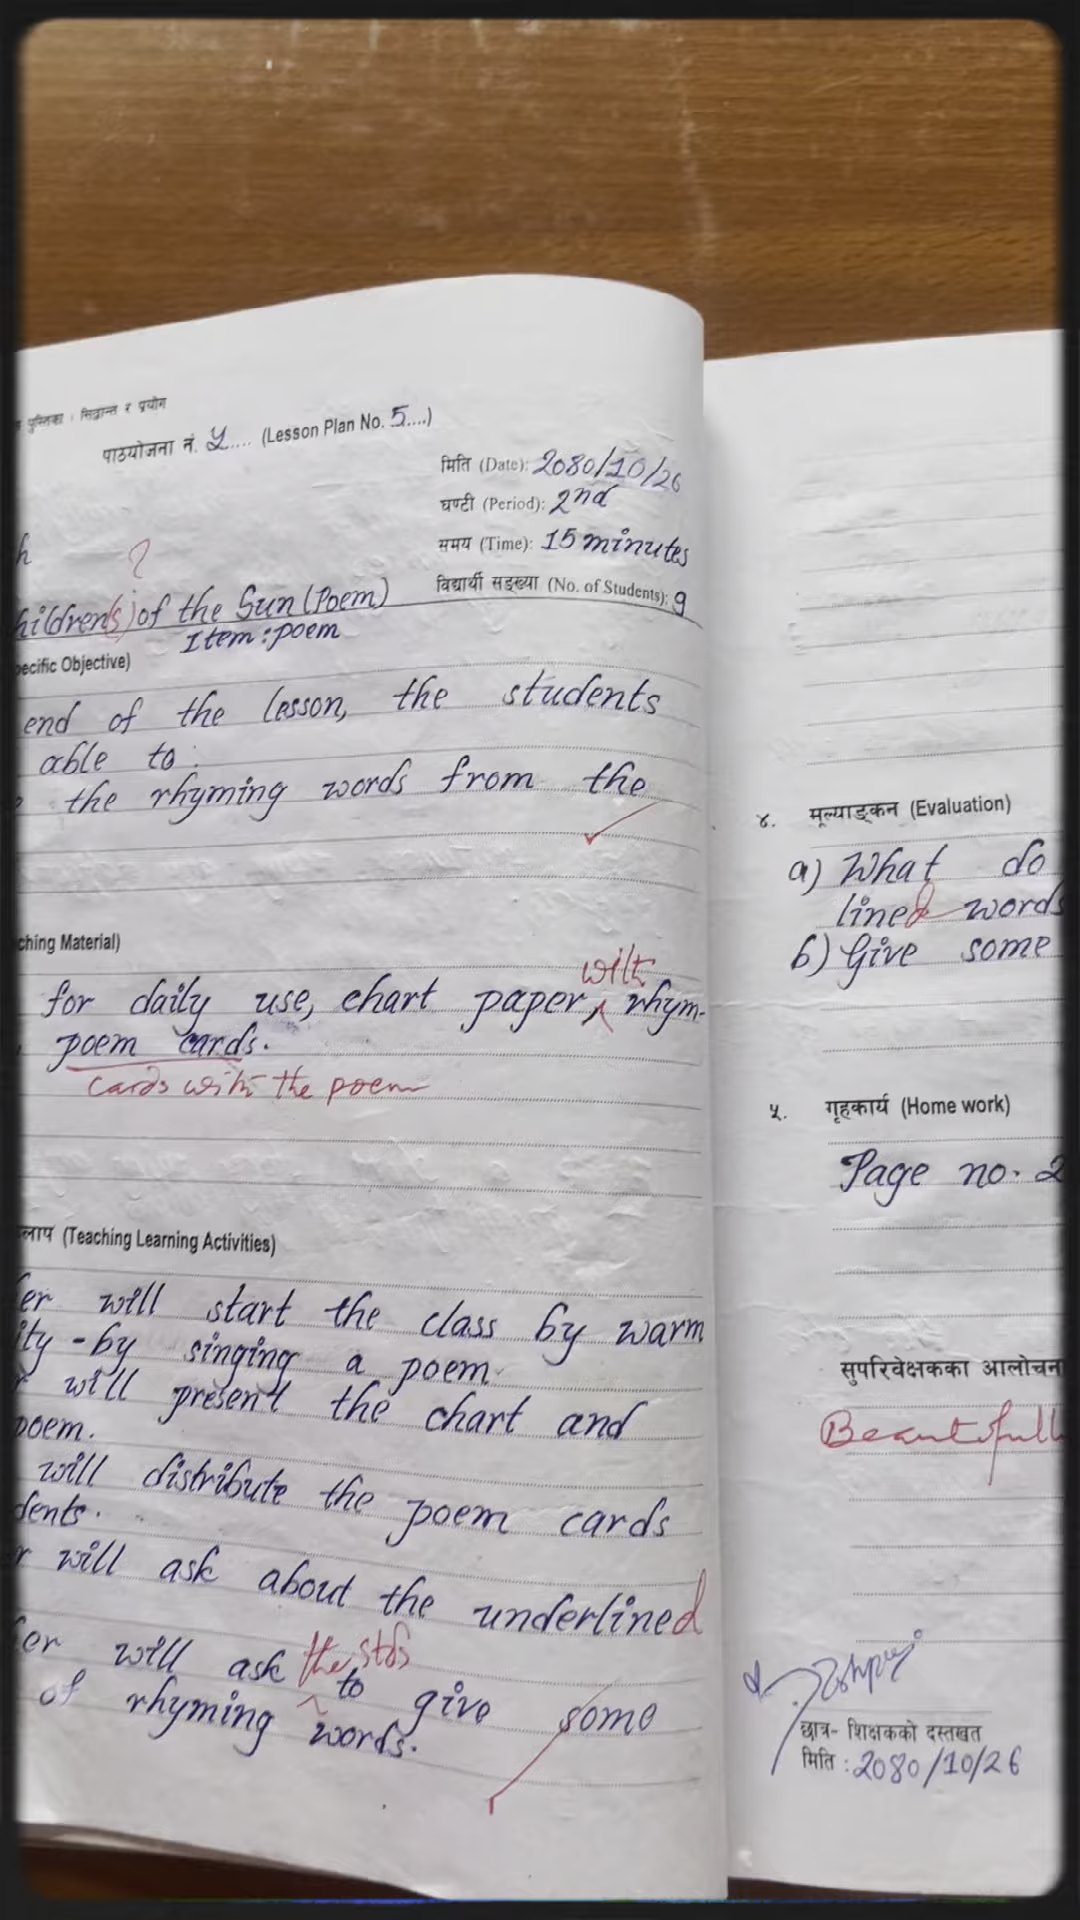 पुस्तिका : सिद्धान्त र प्रयोग
पाठयोजना नं. ५.... (Lesson Plan No. 5....)
मिति (Date): 2080/10/26
घण्टी (Period): 2nd
समय (Time): 15 minutes
विद्यार्थी सङ्ख्या (No. of Students): 9
h
?
hildren(s) of the Sun (Poem)
Item : poem
pecific Objective)
end of the lesson, the students
able to :
the rhyming words from the
ching Material)
with
for daily use, chart paper, rhym-
poem cards.
cards with the poem
लाप (Teaching Learning Activities)
er will start the class by warm
ity - by singing a poem.
r will present the chart and
poem.
will distribute the poem cards
dents.
r will ask about the underlined
the stds
er will ask to give some
of rhyming words.
४. मूल्याङ्कन (Evaluation)
a) What do
lined words
b) Give some
५. गृहकार्य (Home work)
Page no. 2
सुपरिवेक्षकका आलोचन
Beautifull
छात्र- शिक्षकको दस्तखत
मिति : 2080/10/26